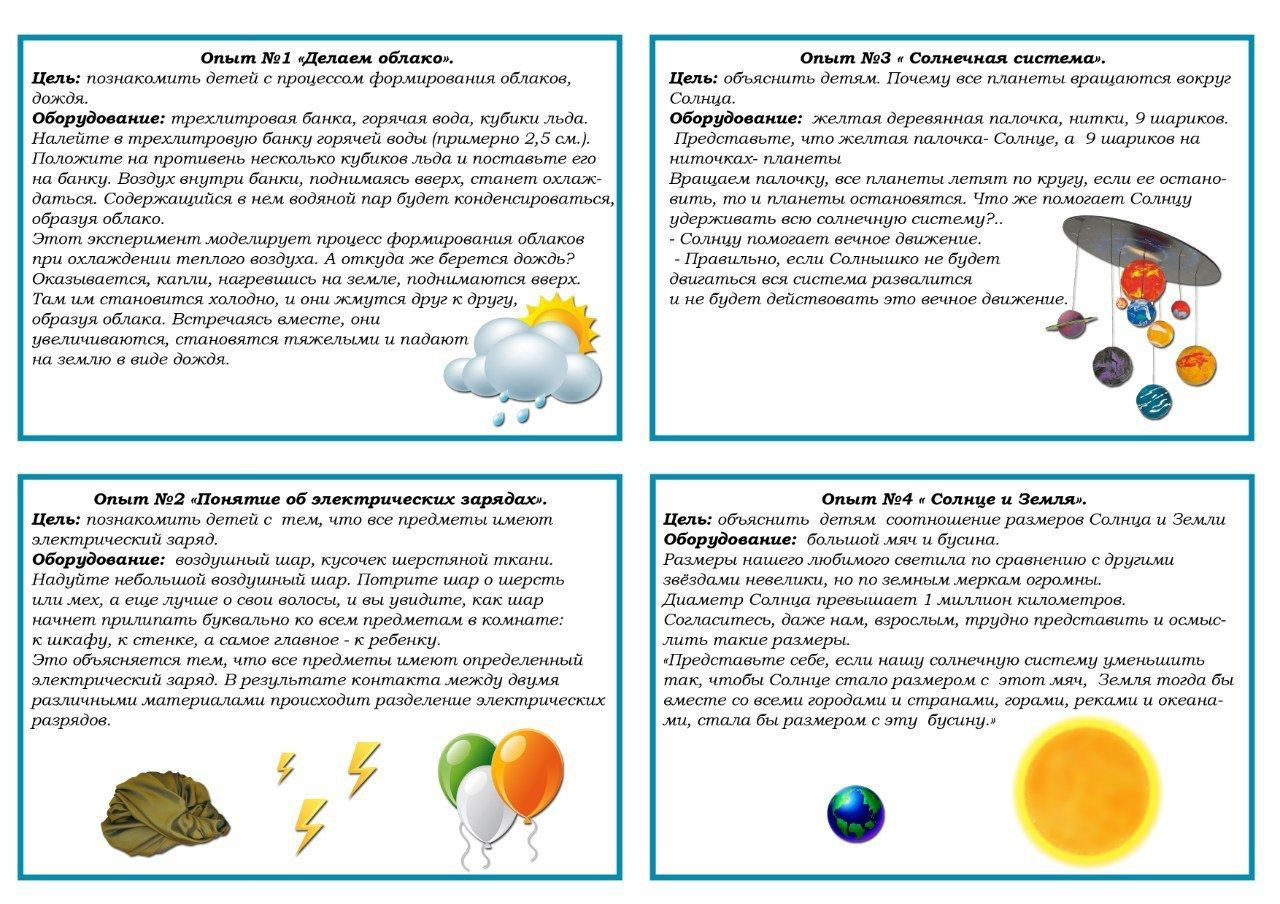 Опыт №1 «Делаем облако».
Цель: познакомить детей с процессом формирования облаков,
дождя.
Оборудование: трехлитровая банка, горячая вода, кубики льда.
Налейте в трехлитровую банку горячей воды (примерно 2,5 см.).
Положите на противень несколько кубиков льда и поставьте его
на банку. Воздух внутри банки, поднимаясь вверх, станет охлаж-
даться. Содержащийся в нем водяной пар будет конденсироваться,
образуя облако.
Этот эксперимент моделирует процесс формирования облаков
при охлаждении теплого воздуха. А откуда же берется дождь?
Оказывается, капли, нагревшись на земле, поднимаются вверх.
Там им становится холодно, и они жмутся друг к другу,
образуя облака. Встречаясь вместе, они
увеличиваются, становятся тяжелыми и падают
на землю в виде дождя.
Опыт №3 « Солнечная система».
Цель: объяснить детям. Почему все планеты вращаются вокруг
Солнца.
Оборудование: желтая деревянная палочка, нитки, 9 шариков.
Представьте, что желтая палочка- Солнце, а 9 шариков на
ниточках- планеты
Вращаем палочку, все планеты летят по кругу, если ее остано-
вить, то и планеты остановятся. Что же помогает Солнцу
удерживать всю солнечную систему?..
- Солнцу помогает вечное движение.
- Правильно, если Солнышко не будет
двигаться вся система развалится
и не будет действовать это вечное движение.
Опыт №2 «Понятие об электрических зарядах».
Цель: познакомить детей с тем, что все предметы имеют
электрический заряд.
Оборудование: воздушный шар, кусочек шерстяной ткани.
Надуйте небольшой воздушный шар. Потрите шар о шерсть
или мех, а еще лучше о свои волосы, и вы увидите, как шар
начнет прилипать буквально ко всем предметам в комнате:
к шкафу, к стенке, а самое главное - к ребенку.
Это объясняется тем, что все предметы имеют определенный
электрический заряд. В результате контакта между двумя
различными материалами происходит разделение электрических
разрядов.
Опыт №4 « Солнце и Земля».
Цель: объяснить детям соотношение размеров Солнца и Земли
Оборудование: большой мяч и бусина.
Размеры нашего любимого светила по сравнению с другими
звёздами невелики, но по земным меркам огромны.
Диаметр Солнца превышает 1 миллион километров.
Согласитесь, даже нам, взрослым, трудно представить и осмыс-
лить такие размеры.
«Представьте себе, если нашу солнечную систему уменьшить
так, чтобы Солнце стало размером с этот мяч, Земля тогда бы
вместе со всеми городами и странами, горами, реками и океана-
ми, стала бы размером с эту бусину.»